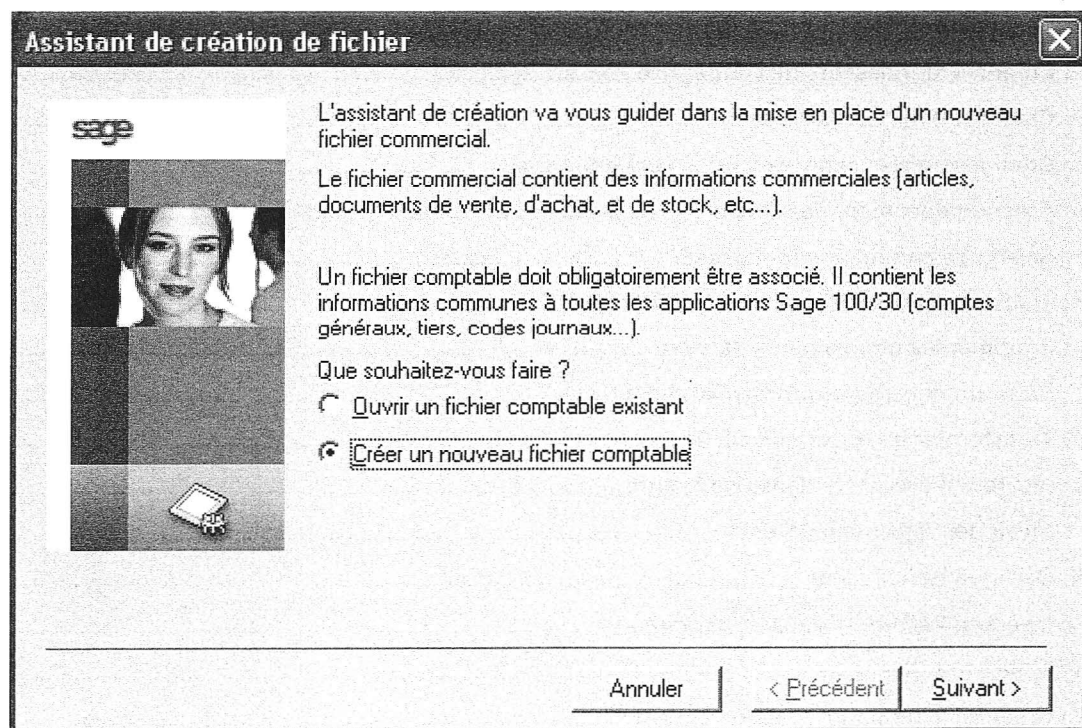 Assistant de création de fichier
sage
L'assistant de création va vous guider dans la mise en place d'un nouveau
fichier commercial.
Le fichier commercial contient des informations commerciales (articles,
documents de vente, d'achat, et de stock, etc...).
Un fichier comptable doit obligatoirement être associé. Il contient les
informations communes à toutes les applications Sage 100/30 (comptes
généraux, tiers, codes journaux...).
Que souhaitez-vous faire ?
Ouvrir un fichier comptable existant
Créer un nouveau fichier comptable
Annuler
< Précédent
Suivant >